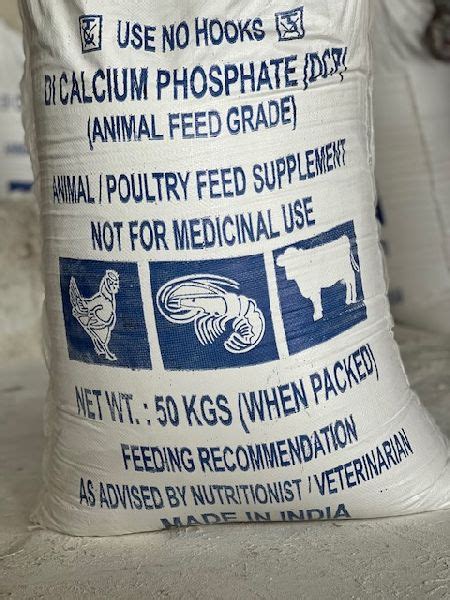 USE NO HOOKS
DI CALCIUM PHOSPHATE (DCP)
(ANIMAL FEED GRADE)
ANIMAL / POULTRY FEED SUPPLEMENT
NOT FOR MEDICINAL USE
NET WT. : 50 KGS (WHEN PACKED)
FEEDING RECOMMENDATION
AS ADVISED BY NUTRITIONIST / VETERINARIAN
MADE IN INDIA